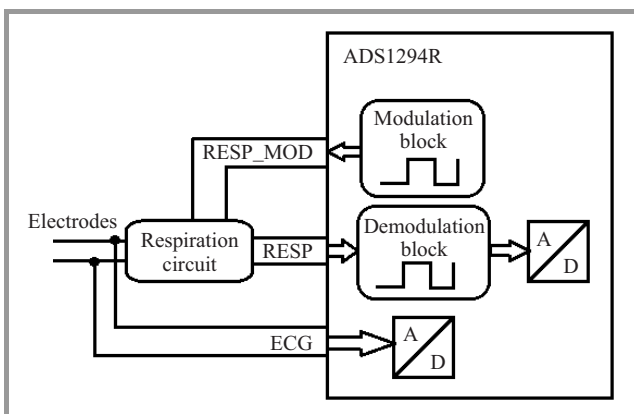 ADS1294R
Modulation
block
RESP_MOD
Electrodes
Respiration
circuit
RESP
Demodulation
block
A
D
ECG
A
D